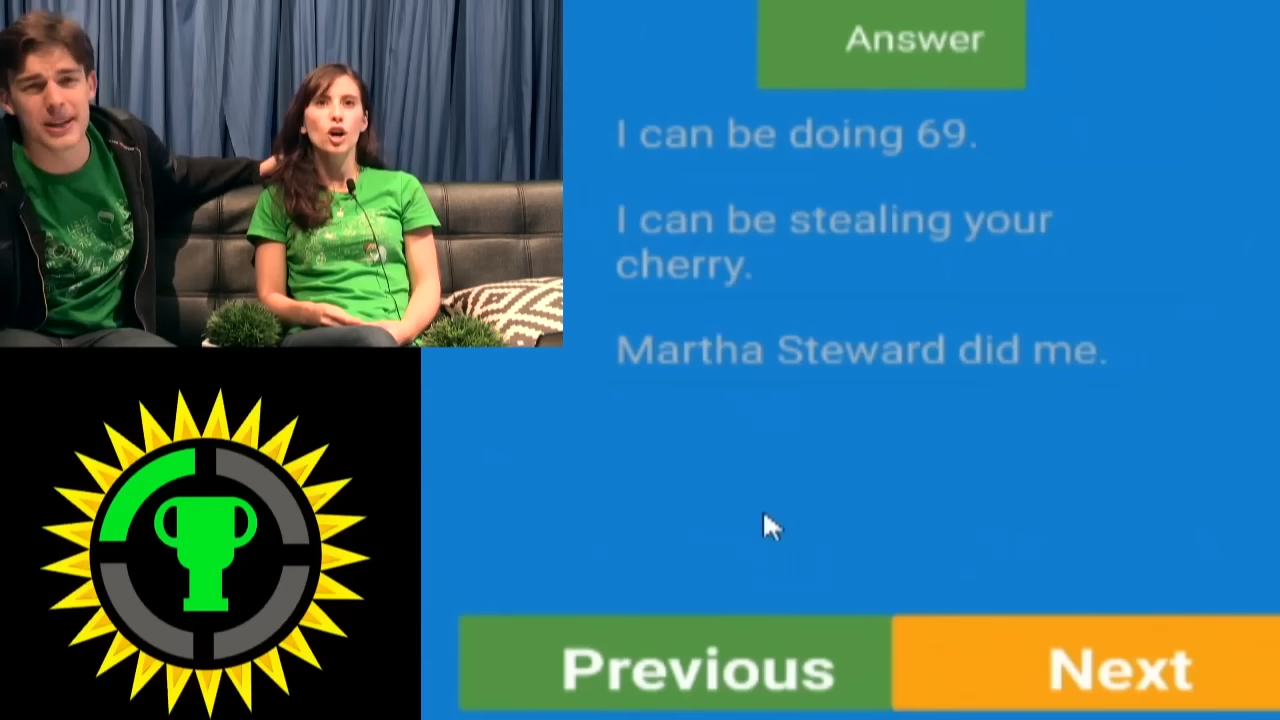 Answer
I can be doing 69.
I can be stealing your
cherry.
Martha Steward did me.
Previous
Next